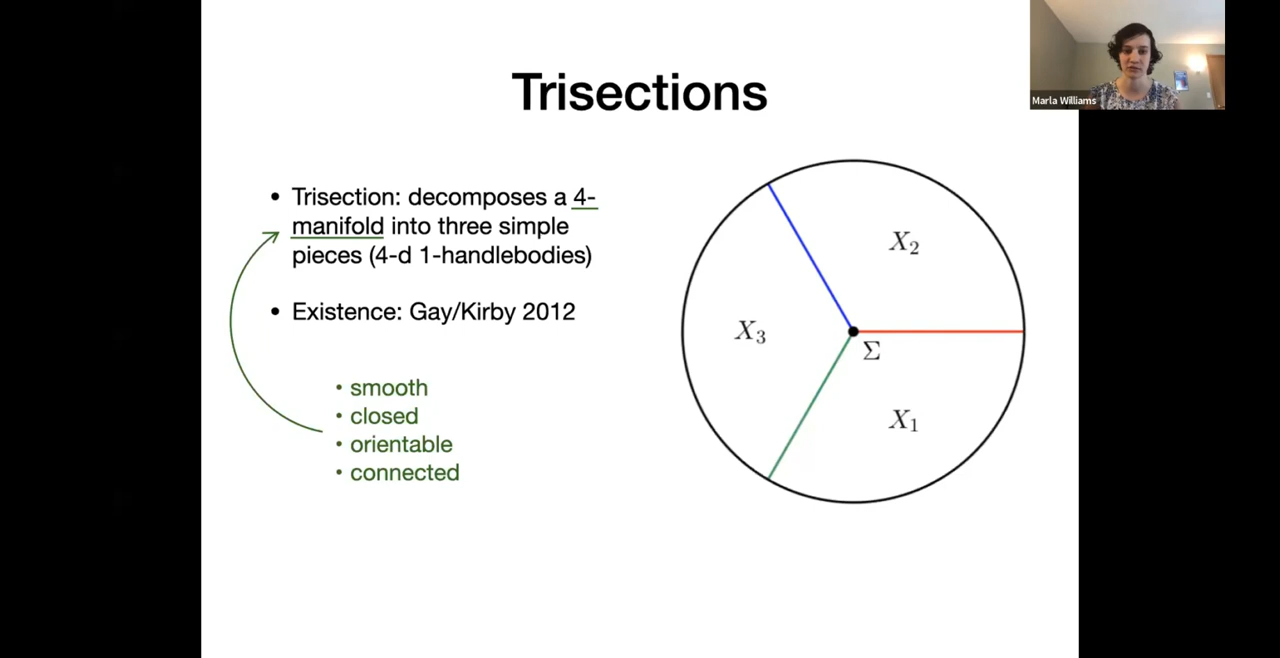 Trisections
Marla Williams
• Trisection: decomposes a 4-
manifold into three simple
pieces (4-d 1-handlebodies)
• Existence: Gay/Kirby 2012
• smooth
• closed
• orientable
• connected
X₂
X₃
Σ
X₁